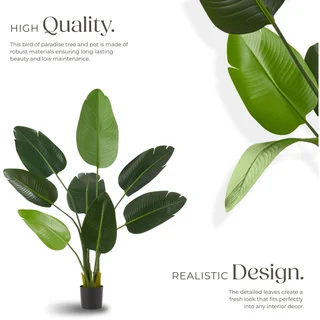 HIGH Quality.
This bird of paradise tree and pot is made of
robust materials ensuring long-lasting
beauty and low maintenance.
REALISTIC Design.
The detailed leaves create a
fresh look that fits perfectly
into any interior decor.